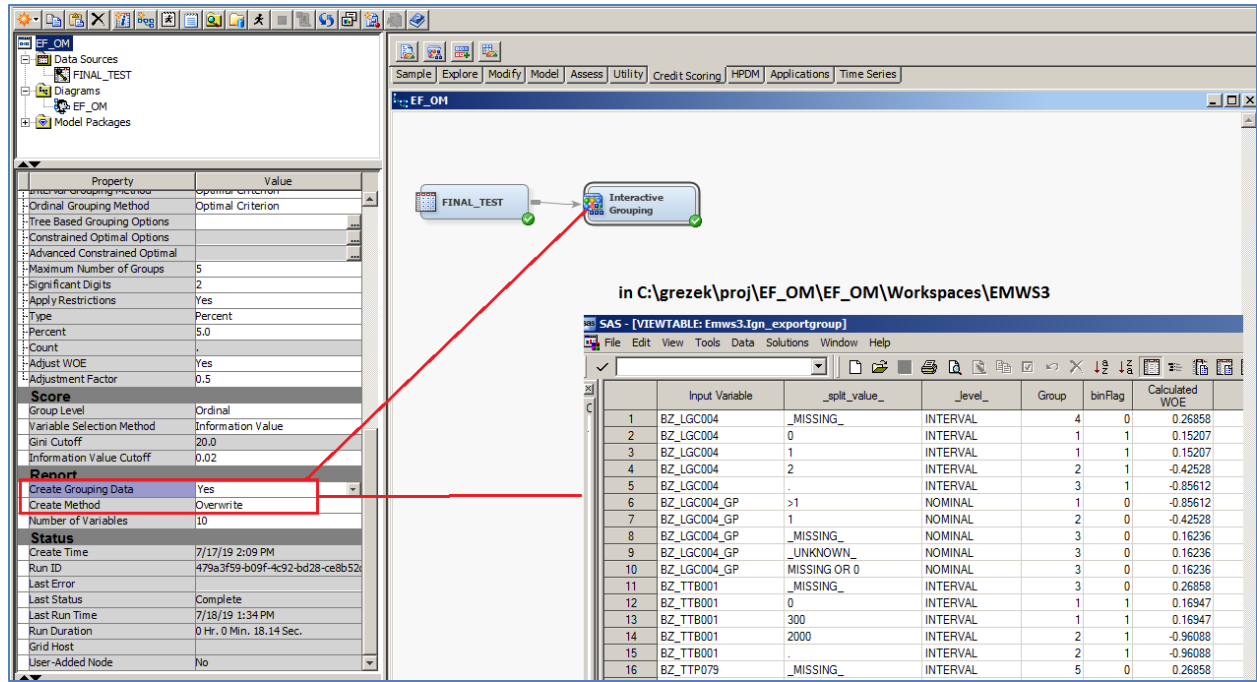 EF_OM
Data Sources
FINAL_TEST
Diagrams
EF_OM
Model Packages
Sample Explore Modify Model Assess Utility Credit Scoring HPDM Applications Time Series
EF_OM
Property Value
Interval Grouping Method Optimal Criterion
Ordinal Grouping Method Optimal Criterion
Tree Based Grouping Options ...
Constrained Optimal Options ...
Advanced Constrained Optimal ...
Maximum Number of Groups 5
Significant Digits 2
Apply Restrictions Yes
Type Percent
Percent 5.0
Count .
Adjust WOE Yes
Adjustment Factor 0.5
Score
Group Level Ordinal
Variable Selection Method Information Value
Gini Cutoff 20.0
Information Value Cutoff 0.02
Report
Create Grouping Data Yes
Create Method Overwrite
Number of Variables 10
Status
Create Time 7/17/19 2:09 PM
Run ID 479a3f59-b09f-4c92-bd28-ce8b52
Last Error
Last Status Complete
Last Run Time 7/18/19 1:34 PM
Run Duration 0 Hr. 0 Min. 18.14 Sec.
Grid Host
User-Added Node No
FINAL_TEST
Interactive
Grouping
in C:\grezek\proj\EF_OM\EF_OM\Workspaces\EMWS3
sas SAS - [VIEWTABLE: Emws3.Ign_exportgroup]
File Edit View Tools Data Solutions Window Help
Input Variable _split_value_ _level_ Group binFlag Calculated WOE
1 BZ_LGC004 _MISSING_ INTERVAL 4 0 0.26858
2 BZ_LGC004 0 INTERVAL 1 1 0.15207
3 BZ_LGC004 1 INTERVAL 1 1 0.15207
4 BZ_LGC004 2 INTERVAL 2 1 -0.42528
5 BZ_LGC004 . INTERVAL 3 1 -0.85612
6 BZ_LGC004_GP >1 NOMINAL 1 0 -0.85612
7 BZ_LGC004_GP 1 NOMINAL 2 0 -0.42528
8 BZ_LGC004_GP _MISSING_ NOMINAL 3 0 0.16236
9 BZ_LGC004_GP _UNKNOWN_ NOMINAL 3 0 0.16236
10 BZ_LGC004_GP MISSING OR 0 NOMINAL 3 0 0.16236
11 BZ_TTB001 _MISSING_ INTERVAL 3 0 0.26858
12 BZ_TTB001 0 INTERVAL 1 1 0.16947
13 BZ_TTB001 300 INTERVAL 1 1 0.16947
14 BZ_TTB001 2000 INTERVAL 2 1 -0.96088
15 BZ_TTB001 . INTERVAL 2 1 -0.96088
16 BZ_TTP079 _MISSING_ INTERVAL 5 0 0.26858